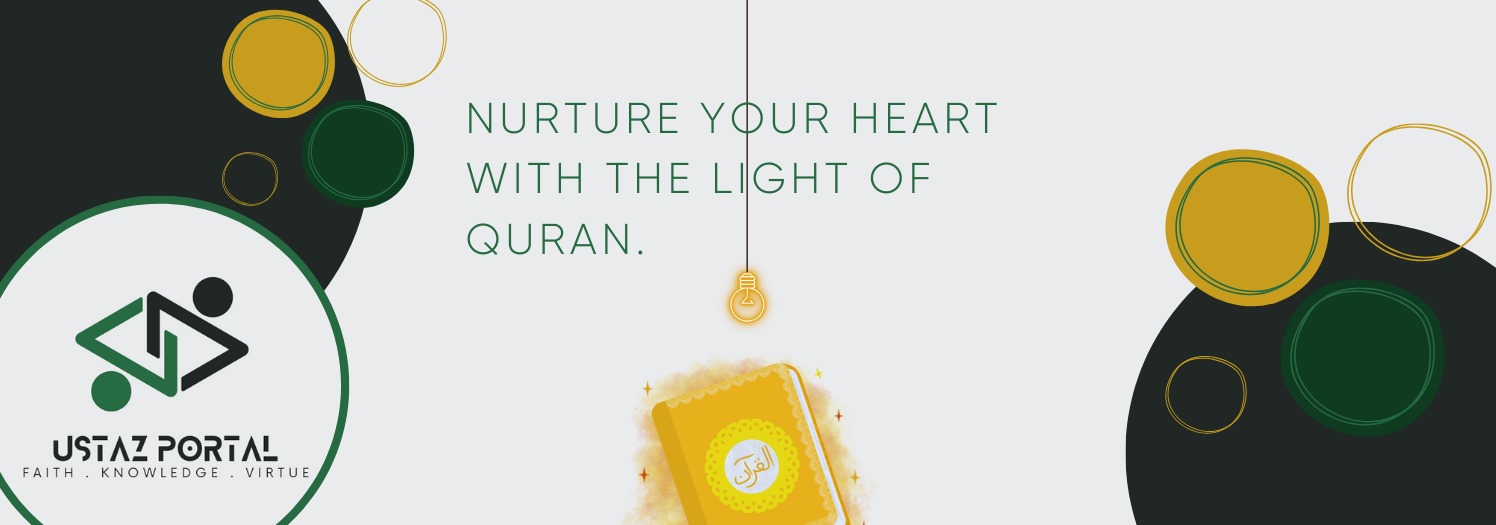 NURTURE YOUR HEART
WITH THE LIGHT OF
QURAN.
القرآن
USTAZ PORTAL
FAITH . KNOWLEDGE . VIRTUE